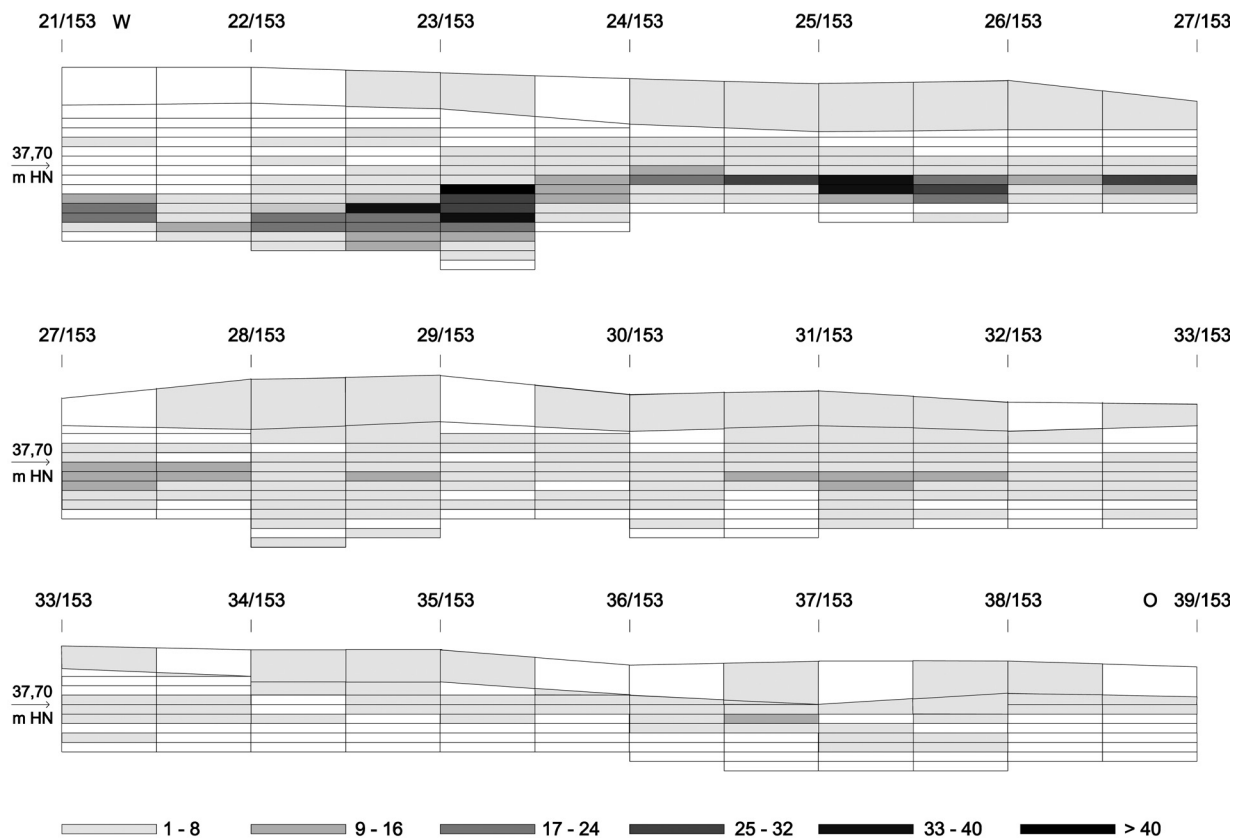 21/153 W 22/153 23/153 24/153 25/153 26/153 27/153
37,70
m HN
27/153 28/153 29/153 30/153 31/153 32/153 33/153
37,70
m HN
33/153 34/153 35/153 36/153 37/153 38/153 O 39/153
37,70
m HN
1 - 8 9 - 16 17 - 24 25 - 32 33 - 40 > 40